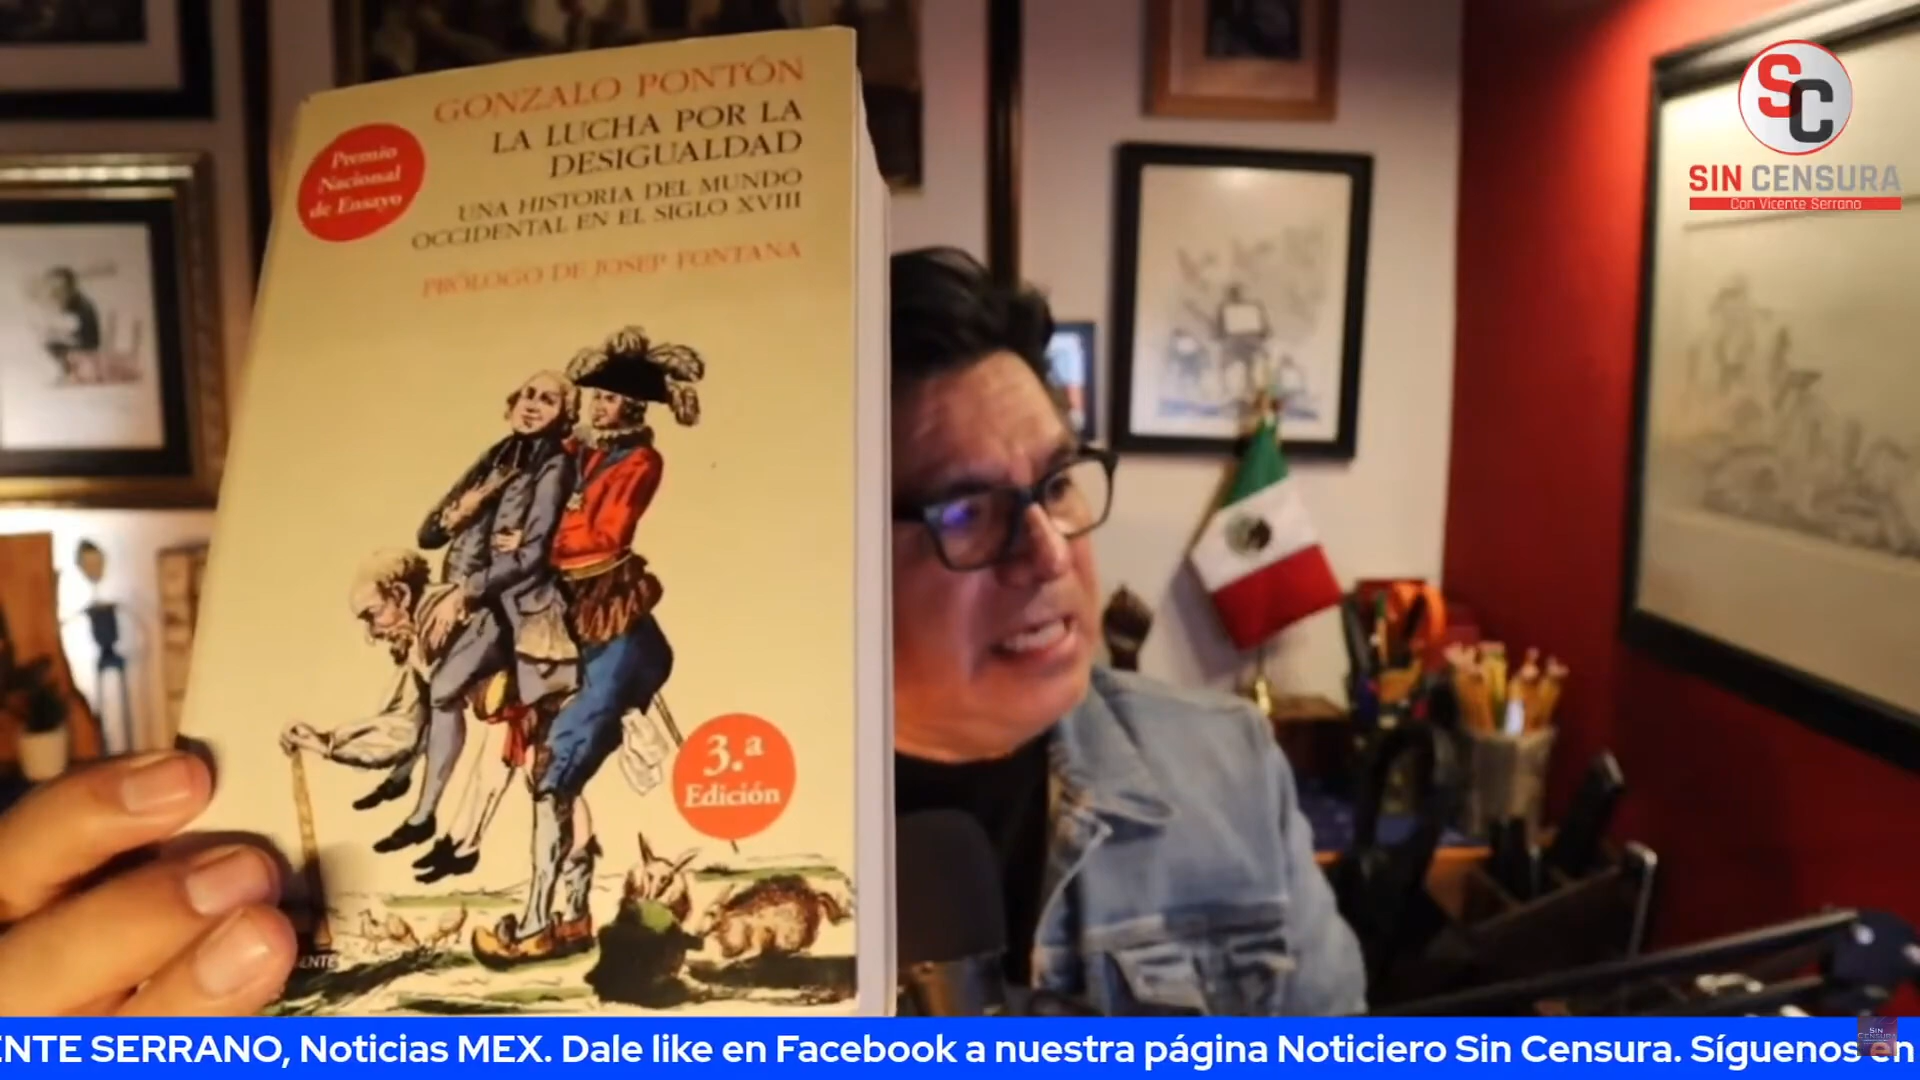 GONZALO PONTÓN
LA LUCHA POR LA
DESIGUALDAD
UNA HISTORIA DEL MUNDO
OCCIDENTAL EN EL SIGLO XVIII
PRÓLOGO DE JOSEP FONTANA
Premio
Nacional
de Ensayo
3.ª
Edición
SC
SIN CENSURA
Con Vicente Serrano
ENTE SERRANO, Noticias MEX. Dale like en Facebook a nuestra página Noticiero Sin Censura. Síguenos en
SIN
CENSURA